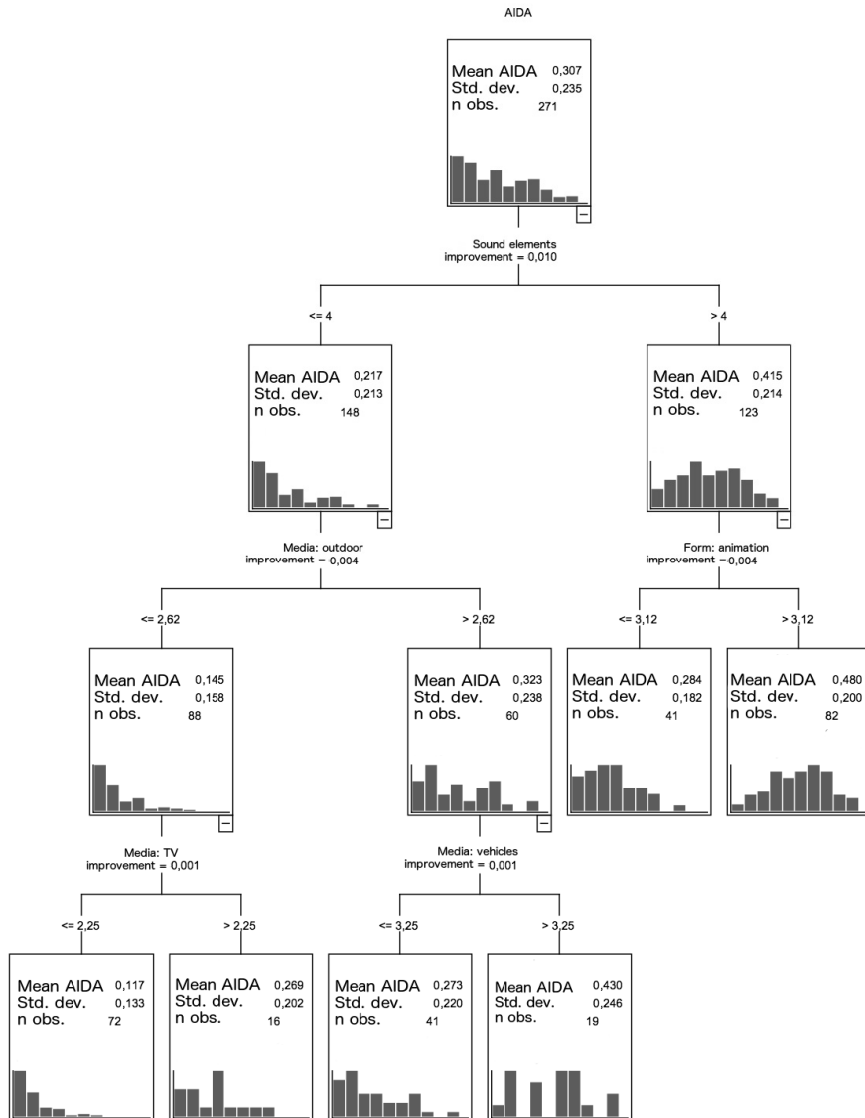 AIDA
Mean AIDA 0,307
Std. dev. 0,235
n obs. 271
Sound elements
improvement = 0,010
<= 4
> 4
Mean AIDA 0,217
Std. dev. 0,213
n obs. 148
Mean AIDA 0,415
Std. dev. 0,214
n obs. 123
Media: outdoor
improvement – 0,004
Form: animation
improvement -0,004
<= 2,62
> 2,62
<= 3,12
> 3,12
Mean AIDA 0,145
Std. dev. 0,158
n obs. 88
Mean AIDA 0,323
Std. dev. 0,238
n obs. 60
Mean AIDA 0,284
Std. dev. 0,182
n obs. 41
Mean AIDA 0,480
Std. dev. 0,200
n obs. 82
Media: TV
improvement = 0,001
Media: vehicles
improvement = 0,001
<= 2,25
> 2,25
<= 3,25
> 3,25
Mean AIDA 0,117
Std. dev. 0,133
n obs. 72
Mean AIDA 0,269
Std. dev. 0,202
n obs. 16
Mean AIDA 0,273
Std. dev. 0,220
n obs. 41
Mean AIDA 0,430
Std. dev. 0,246
n obs. 19